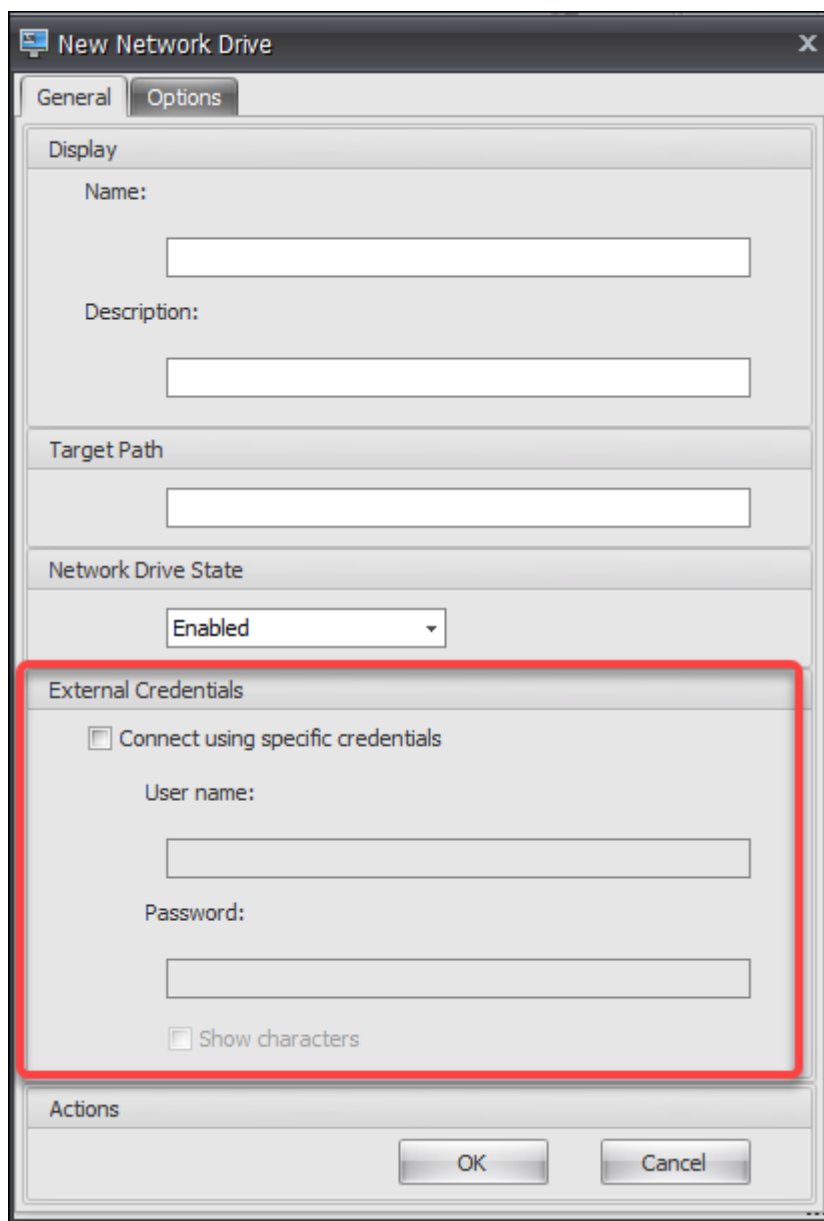 New Network Drive
General Options
Display
Name:
Description:
Target Path
Network Drive State
Enabled
External Credentials
Connect using specific credentials
User name:
Password:
Show characters
Actions
OK Cancel